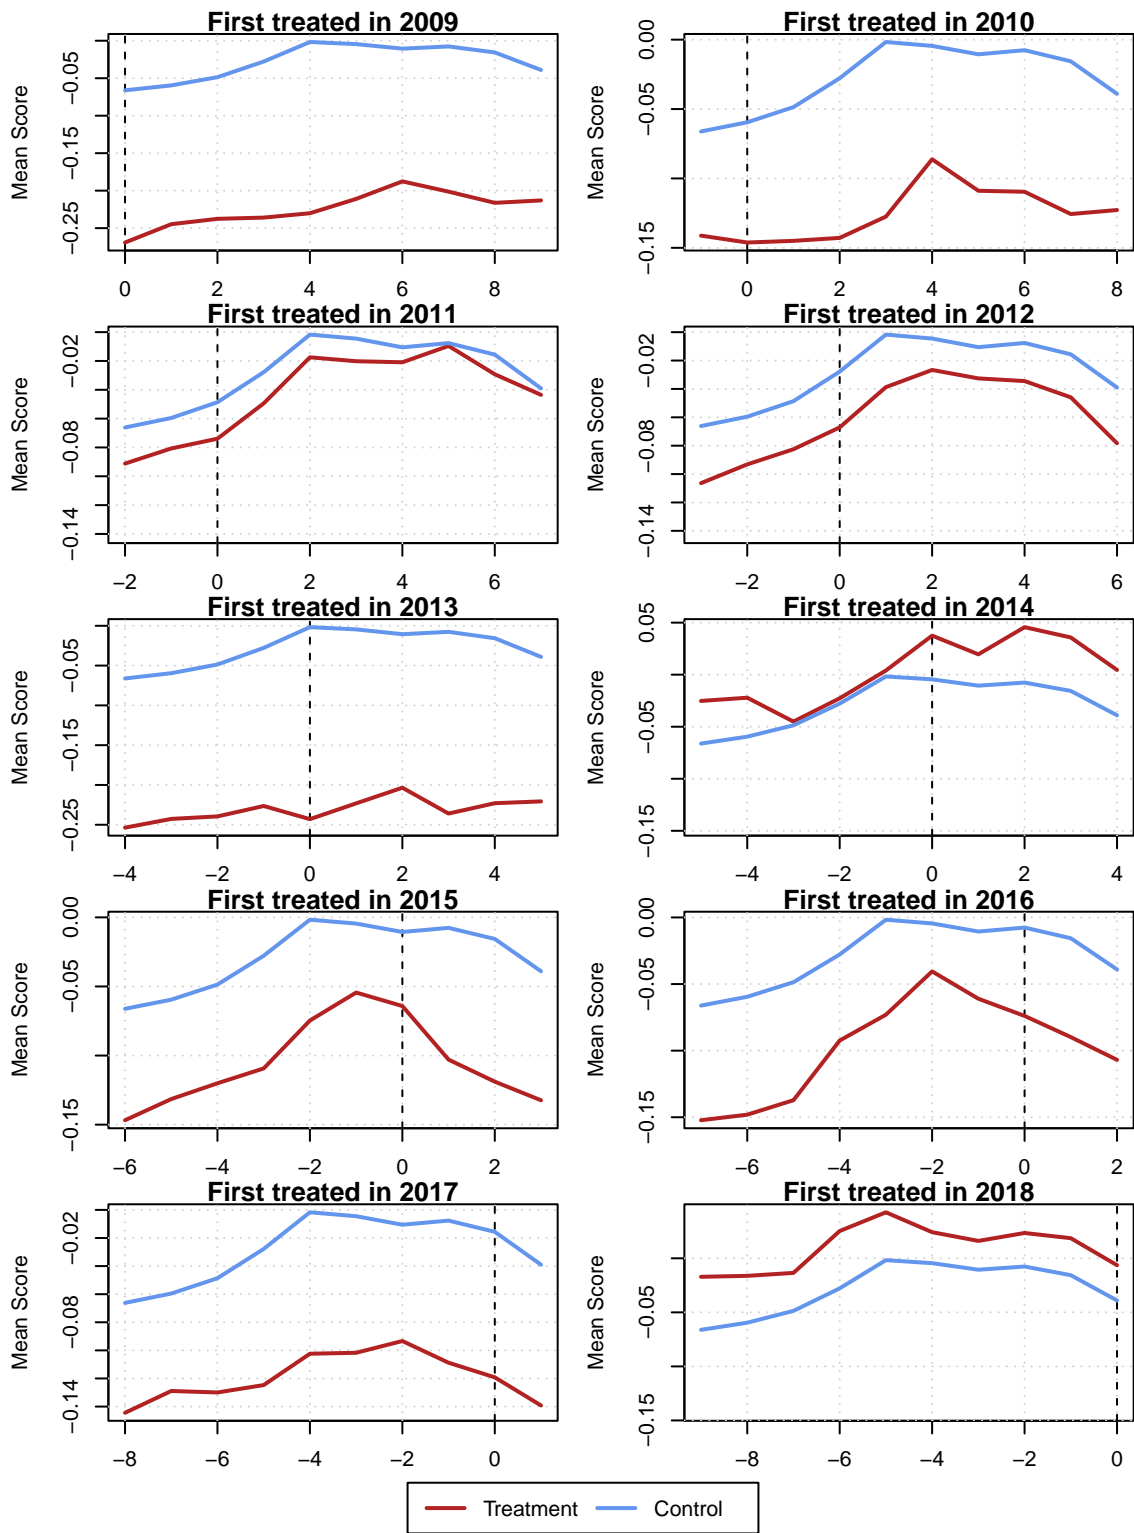 First treated in 2009
Mean Score
−0.05
−0.15
−0.25
0 2 4 6 8
First treated in 2010
Mean Score
0.00
−0.05
−0.15
0 2 4 6 8
First treated in 2011
Mean Score
−0.02
−0.08
−0.14
−2 0 2 4 6
First treated in 2012
Mean Score
−0.02
−0.08
−0.14
−2 0 2 4 6
First treated in 2013
Mean Score
−0.05
−0.15
−0.25
−4 −2 0 2 4
First treated in 2014
Mean Score
0.05
−0.05
−0.15
−4 −2 0 2 4
First treated in 2015
Mean Score
0.00
−0.05
−0.15
−6 −4 −2 0 2
First treated in 2016
Mean Score
0.00
−0.05
−0.15
−6 −4 −2 0 2
First treated in 2017
Mean Score
−0.02
−0.08
−0.14
−8 −6 −4 −2 0
First treated in 2018
Mean Score
−0.05
−0.15
−8 −6 −4 −2 0
Treatment Control